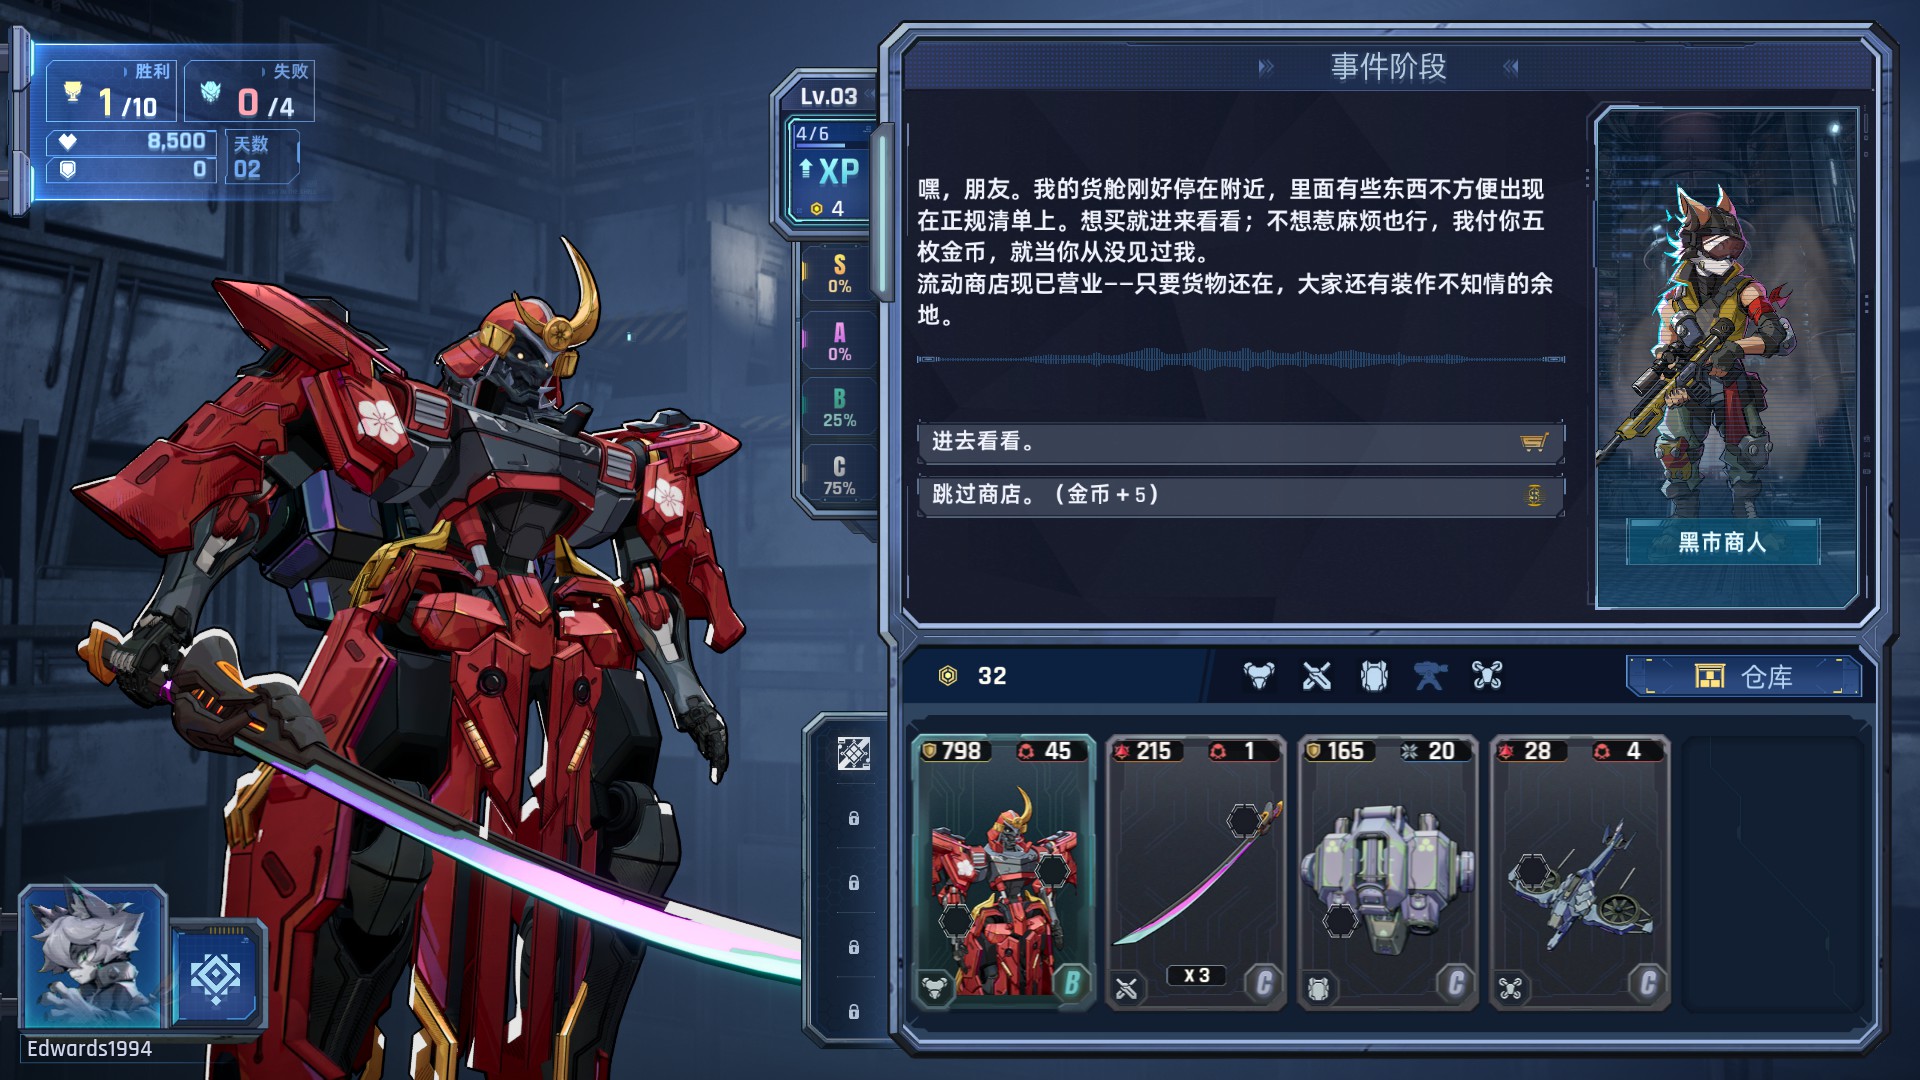 胜利
1/10
失败
0/4
8,500
0
天数
02
Lv.03
4/6
XP
4
S
0%
A
0%
B
25%
C
75%
事件阶段
嘿，朋友。我的货舱刚好停在附近，里面有些东西不方便出现
在正规清单上。想买就进来看看；不想惹麻烦也行，我付你五
枚金币，就当你从没见过我。
流动商店现已营业——只要货物还在，大家还有装作不知情的余
地。
进去看看。
跳过商店。（金币+5）
黑市商人
32
仓库
798 45
B
215 1
x3
C
165 20
C
28 4
C
Edwards1994